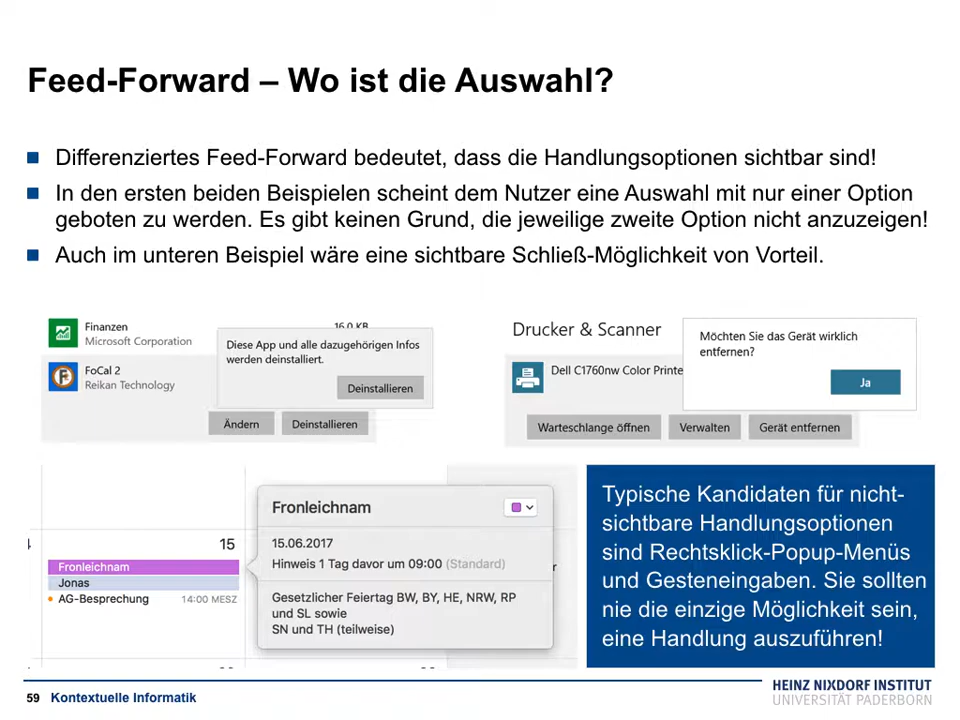 Feed-Forward – Wo ist die Auswahl?
Differenziertes Feed-Forward bedeutet, dass die Handlungsoptionen sichtbar sind!
In den ersten beiden Beispielen scheint dem Nutzer eine Auswahl mit nur einer Option
geboten zu werden. Es gibt keinen Grund, die jeweilige zweite Option nicht anzuzeigen!
Auch im unteren Beispiel wäre eine sichtbare Schließ-Möglichkeit von Vorteil.
Finanzen
Microsoft Corporation
16,0 KB
Diese App und alle dazugehörigen Infos
werden deinstalliert.
Deinstallieren
FoCal 2
Reikan Technology
Ändern
Deinstallieren
Drucker & Scanner
Möchten Sie das Gerät wirklich
entfernen?
Ja
Dell C1760nw Color Printe
Warteschlange öffnen
Verwalten
Gerät entfernen
15
Fronleichnam
Jonas
AG-Besprechung 14:00 MESZ
Fronleichnam
15.06.2017
Hinweis 1 Tag davor um 09:00 (Standard)
Gesetzlicher Feiertag BW, BY, HE, NRW, RP
und SL sowie
SN und TH (teilweise)
Typische Kandidaten für nicht-
sichtbare Handlungsoptionen
sind Rechtsklick-Popup-Menüs
und Gesteneingaben. Sie sollten
nie die einzige Möglichkeit sein,
eine Handlung auszuführen!
59 Kontextuelle Informatik
HEINZ NIXDORF INSTITUT
UNIVERSITÄT PADERBORN